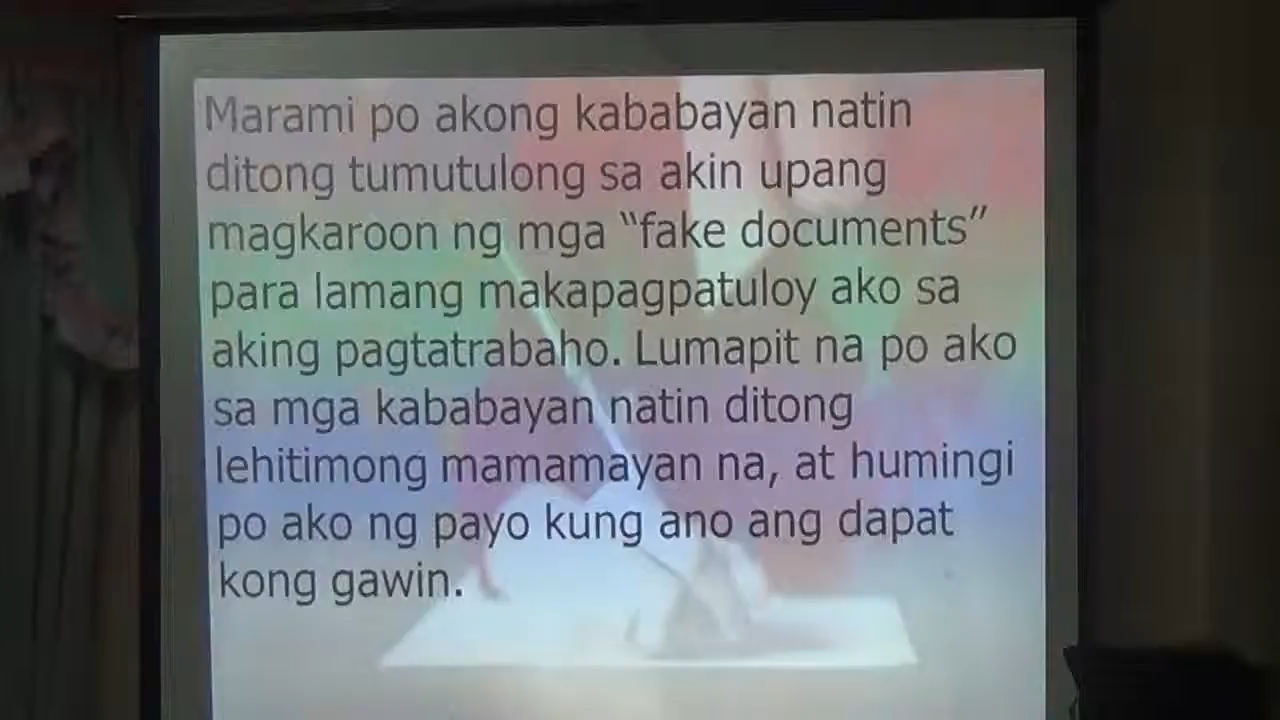 Marami po akong kababayan natin
ditong tumutulong sa akin upang
magkaroon ng mga “fake documents”
para lamang makapagpatuloy ako sa
aking pagtatrabaho. Lumapit na po ako
sa mga kababayan natin ditong
lehitimong mamamayan na, at humingi
po ako ng payo kung ano ang dapat
kong gawin.